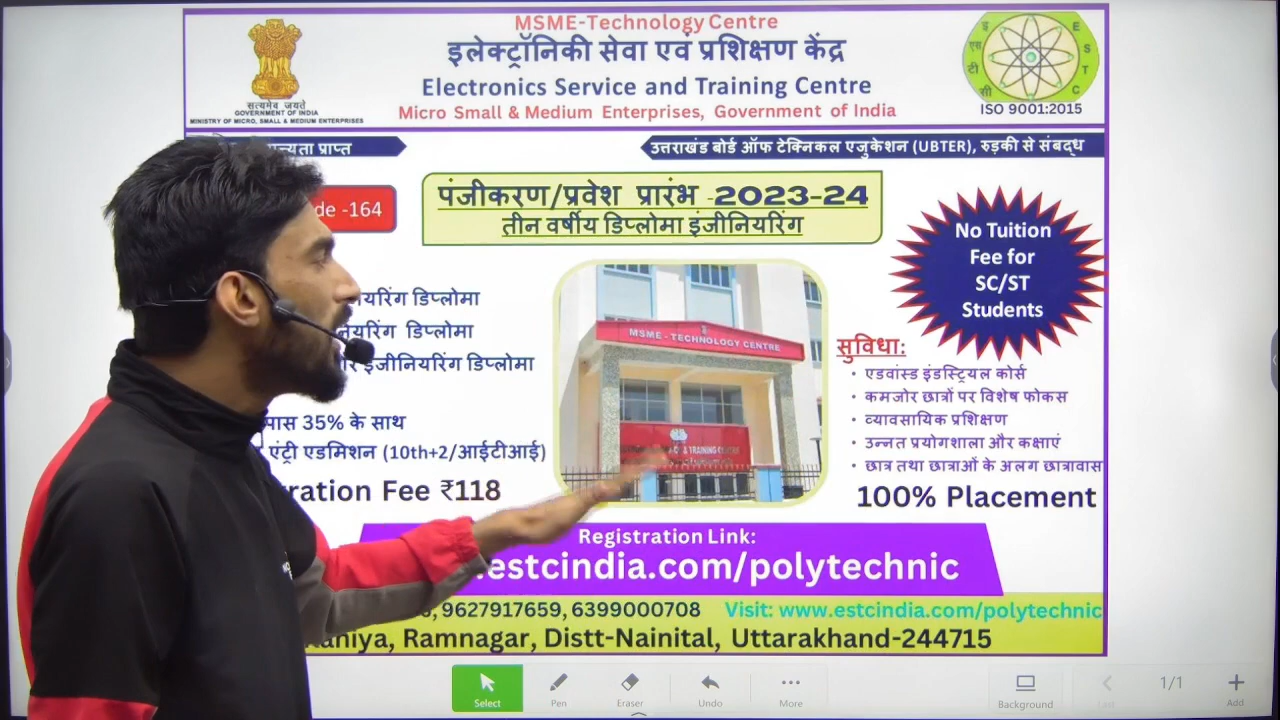 MSME-Technology Centre
इलेक्ट्रॉनिकी सेवा एवं प्रशिक्षण केंद्र
Electronics Service and Training Centre
Micro Small & Medium Enterprises, Government of India
सत्यमेव जयते
GOVERNMENT OF INDIA
MINISTRY OF MICRO, SMALL & MEDIUM ENTERPRISES
इ E
एस S
टी T
सी C
ISO 9001:2015
प्राप्त
उत्तराखंड बोर्ड ऑफ टेक्निकल एजुकेशन (UBTER), रुड़की से संबद्ध
-164
पंजीकरण/प्रवेश प्रारंभ -2023-24
तीन वर्षीय डिप्लोमा इंजीनियरिंग
No Tuition
Fee for
SC/ST
Students
डिप्लोमा
डिप्लोमा
इंजीनियरिंग डिप्लोमा
पास 35% के साथ
एंट्री एडमिशन (10th+2/आईटीआई)
Fee ₹118
MSME - TECHNOLOGY CENTRE
& TRAINING CENTRE
सुविधा:
• एडवांस्ड इंडस्ट्रियल कोर्स
• कमजोर छात्रों पर विशेष फोकस
• व्यावसायिक प्रशिक्षण
• उन्नत प्रयोगशाला और कक्षाएं
• छात्र तथा छात्राओं के अलग छात्रावास
100% Placement
Registration Link:
.estcindia.com/polytechnic
9627917659, 6399000708 Visit: www.estcindia.com/polytechnic
Ramnagar, Distt-Nainital, Uttarakhand-244715
Select Pen Eraser Undo More Background Last 1/1 Add